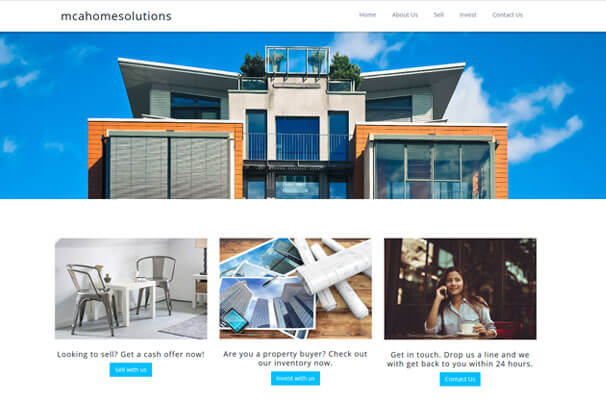 mcahomesolutions
Home About Us Sell Invest Contact Us
Looking to sell? Get a cash offer now!
Sell with us
Are you a property buyer? Check out
our inventory now.
Invest with us
Get in touch. Drop us a line and we
with get back to you within 24 hours.
Contact Us